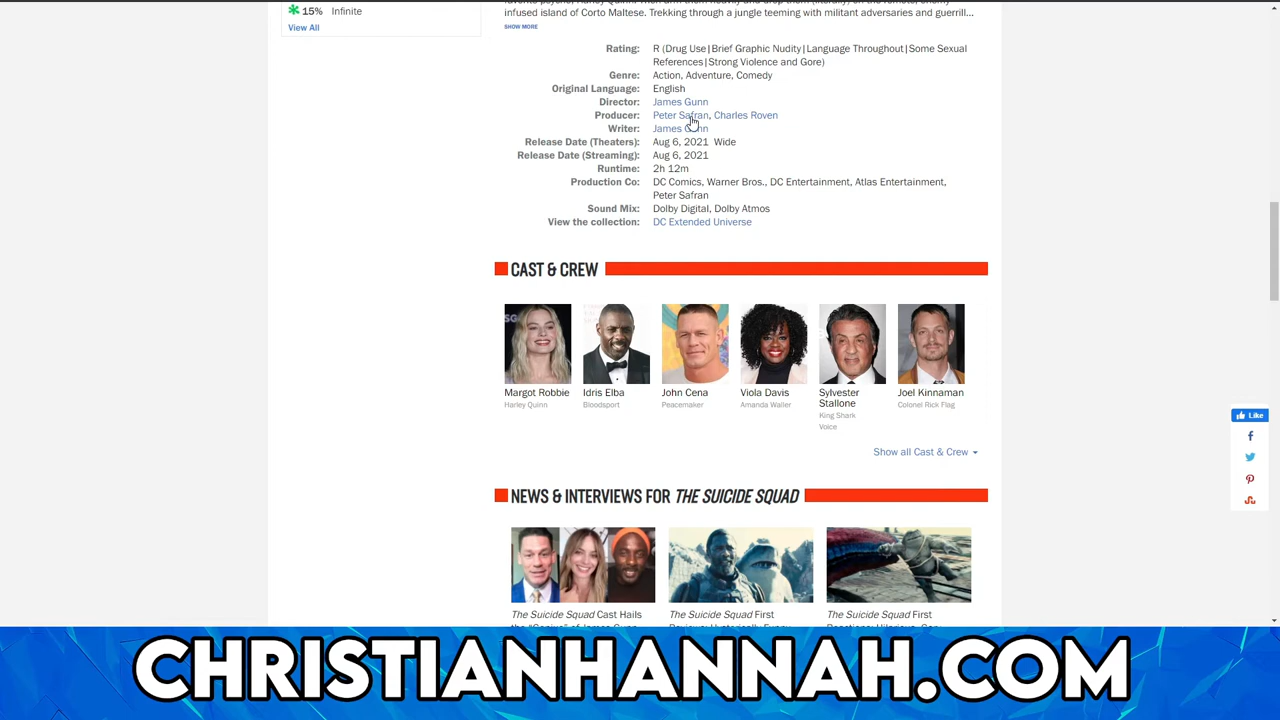 15% Infinite
View All
infused island of Corto Maltese. Trekking through a jungle teeming with militant adversaries and guerrill...
SHOW MORE
Rating: R (Drug Use|Brief Graphic Nudity|Language Throughout|Some Sexual
References|Strong Violence and Gore)
Genre: Action, Adventure, Comedy
Original Language: English
Director: James Gunn
Producer: Peter Safran, Charles Roven
Writer: James Gunn
Release Date (Theaters): Aug 6, 2021 Wide
Release Date (Streaming): Aug 6, 2021
Runtime: 2h 12m
Production Co: DC Comics, Warner Bros., DC Entertainment, Atlas Entertainment,
Peter Safran
Sound Mix: Dolby Digital, Dolby Atmos
View the collection: DC Extended Universe
CAST & CREW
Margot Robbie
Harley Quinn
Idris Elba
Bloodsport
John Cena
Peacemaker
Viola Davis
Amanda Waller
Sylvester
Stallone
King Shark
Voice
Joel Kinnaman
Colonel Rick Flag
Show all Cast & Crew
Like
NEWS & INTERVIEWS FOR THE SUICIDE SQUAD
The Suicide Squad Cast Hails
The Suicide Squad First
The Suicide Squad First
CHRISTIANHANNAH.COM